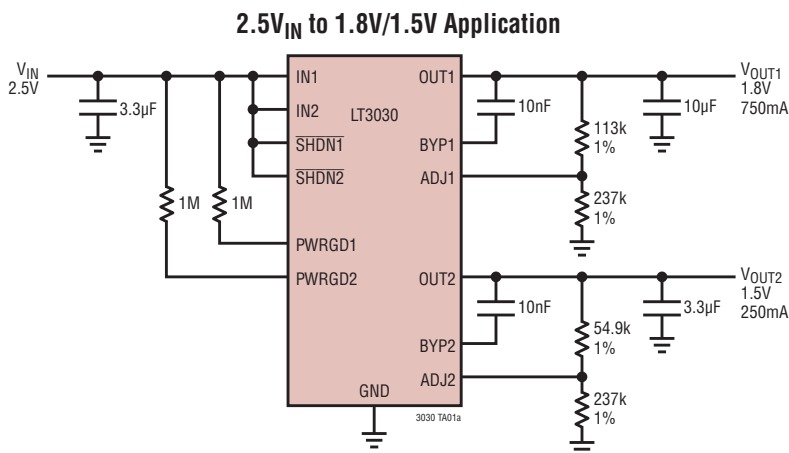 2.5VIN to 1.8V/1.5V Application
VIN
2.5V
3.3µF
1M
1M
IN1
IN2
SHDN1
SHDN2
PWRGD1
PWRGD2
LT3030
GND
OUT1
BYP1
ADJ1
OUT2
BYP2
ADJ2
10nF
113k
1%
237k
1%
10µF
VOUT1
1.8V
750mA
10nF
54.9k
1%
237k
1%
3.3µF
VOUT2
1.5V
250mA
3030 TA01a